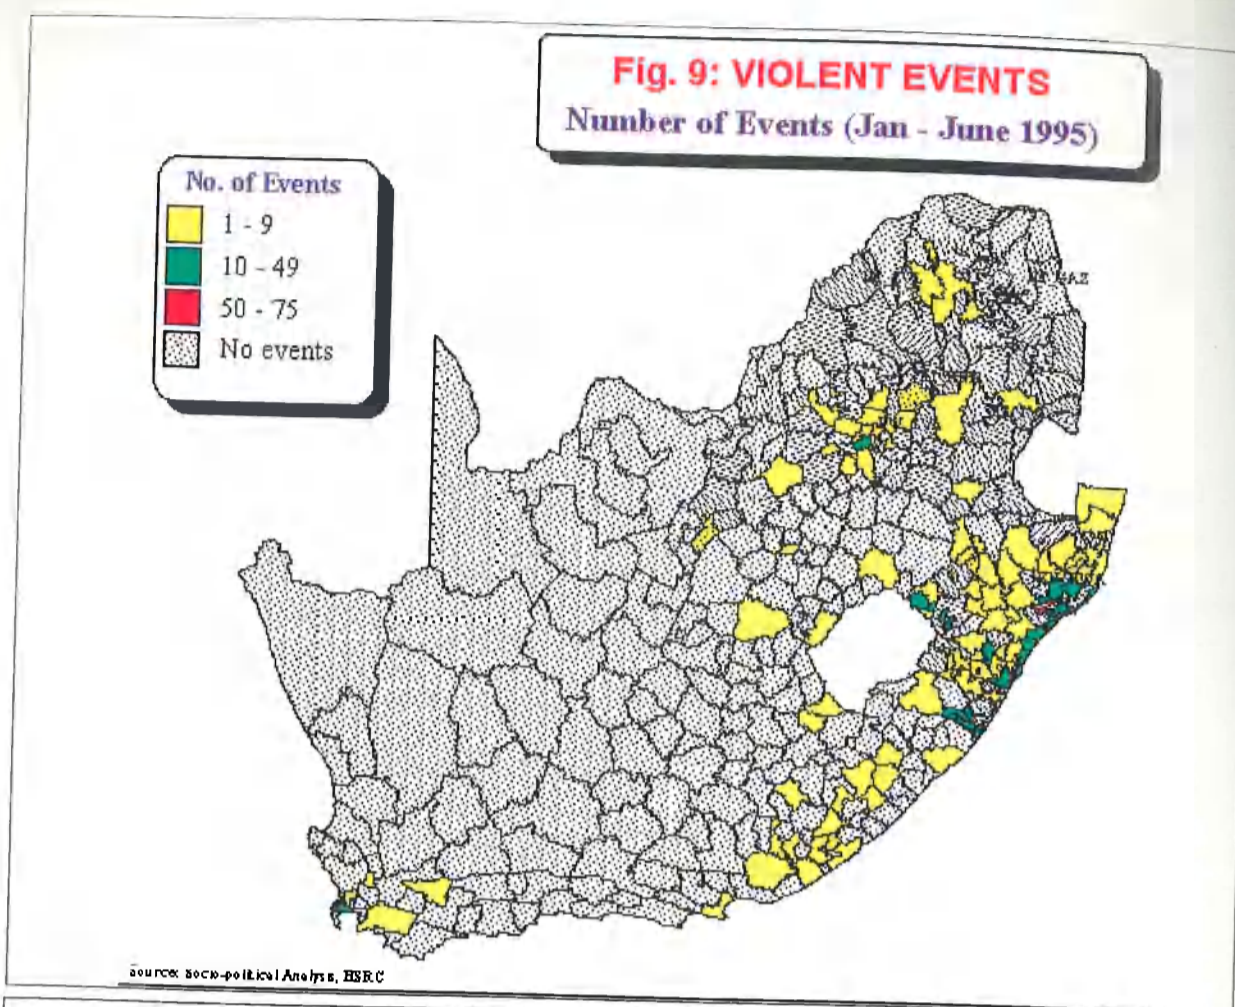 Fig. 9: VIOLENT EVENTS
Number of Events (Jan - June 1995)
No. of Events
1 - 9
10 - 49
50 - 75
No events
Source: Socio-political Analysis, HSRC